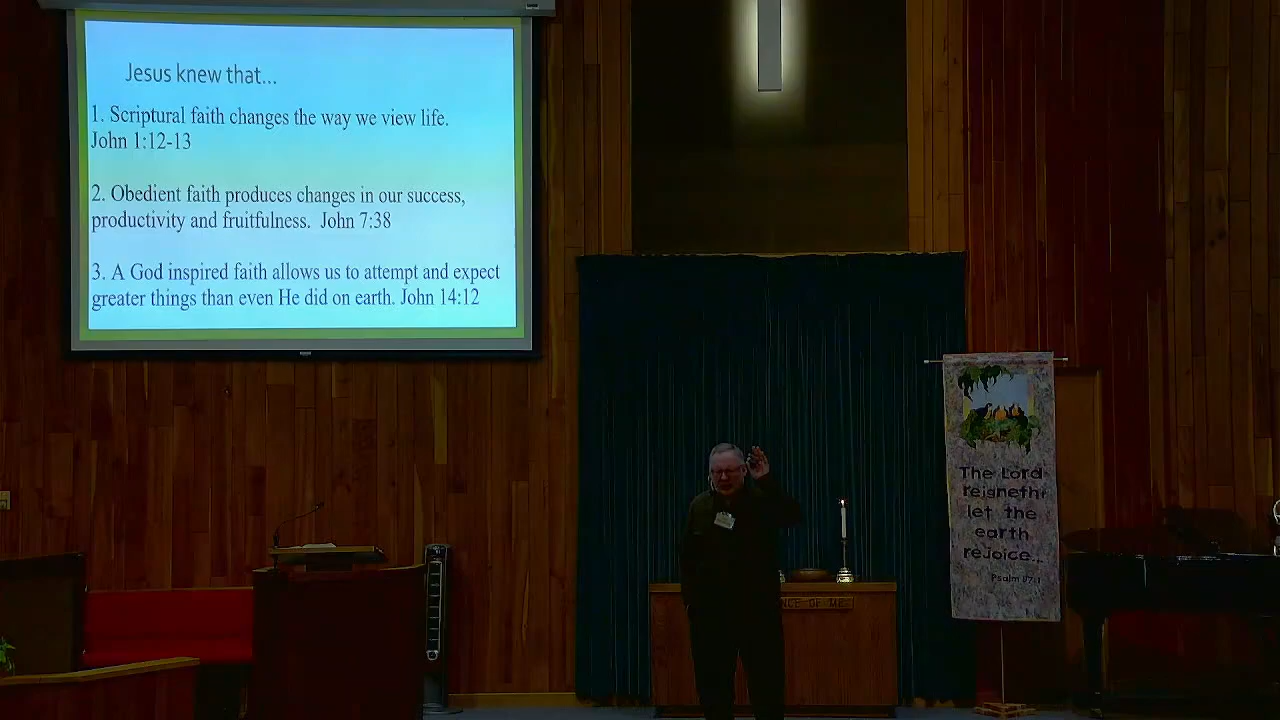 Jesus knew that...
1. Scriptural faith changes the way we view life.
John 1:12-13
2. Obedient faith produces changes in our success,
productivity and fruitfulness. John 7:38
3. A God inspired faith allows us to attempt and expect
greater things than even He did on earth. John 14:12
The Lord
reigneth;
let the
earth
rejoice...
Psalm 97:1
OF ME